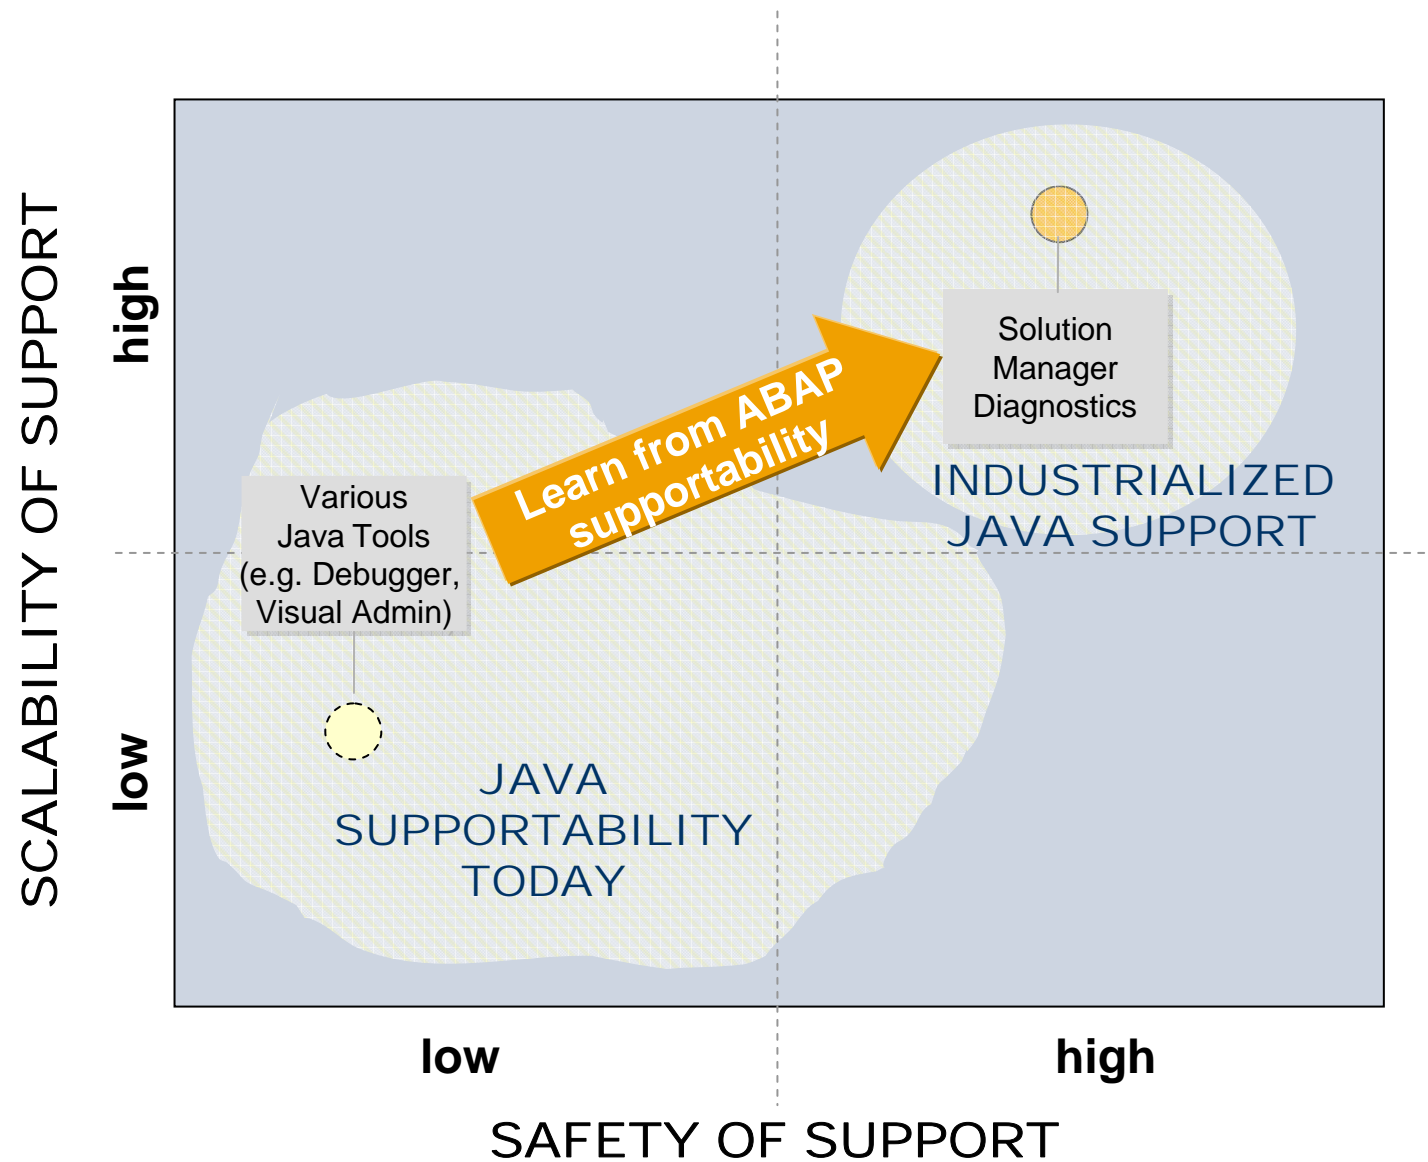 SCALABILITY OF SUPPORT
high
low
Solution
Manager
Diagnostics
INDUSTRIALIZED
JAVA SUPPORT
Learn from ABAP
supportability
Various
Java Tools
(e.g. Debugger,
Visual Admin)
JAVA
SUPPORTABILITY
TODAY
low
high
SAFETY OF SUPPORT